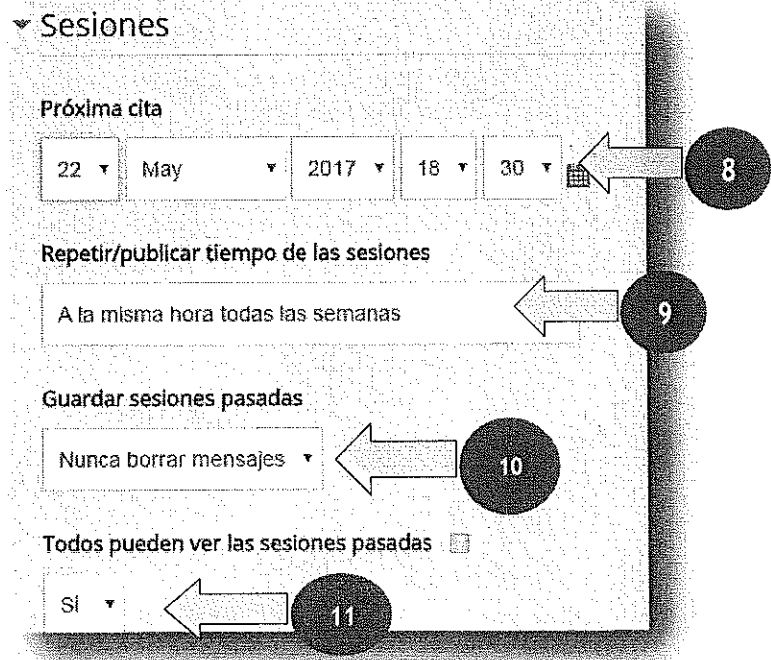 Sesiones
Próxima cita
22 May 2017 18 30
8
Repetir/publicar tiempo de las sesiones
A la misma hora todas las semanas
9
Guardar sesiones pasadas
Nunca borrar mensajes
10
Todos pueden ver las sesiones pasadas
Sí
11